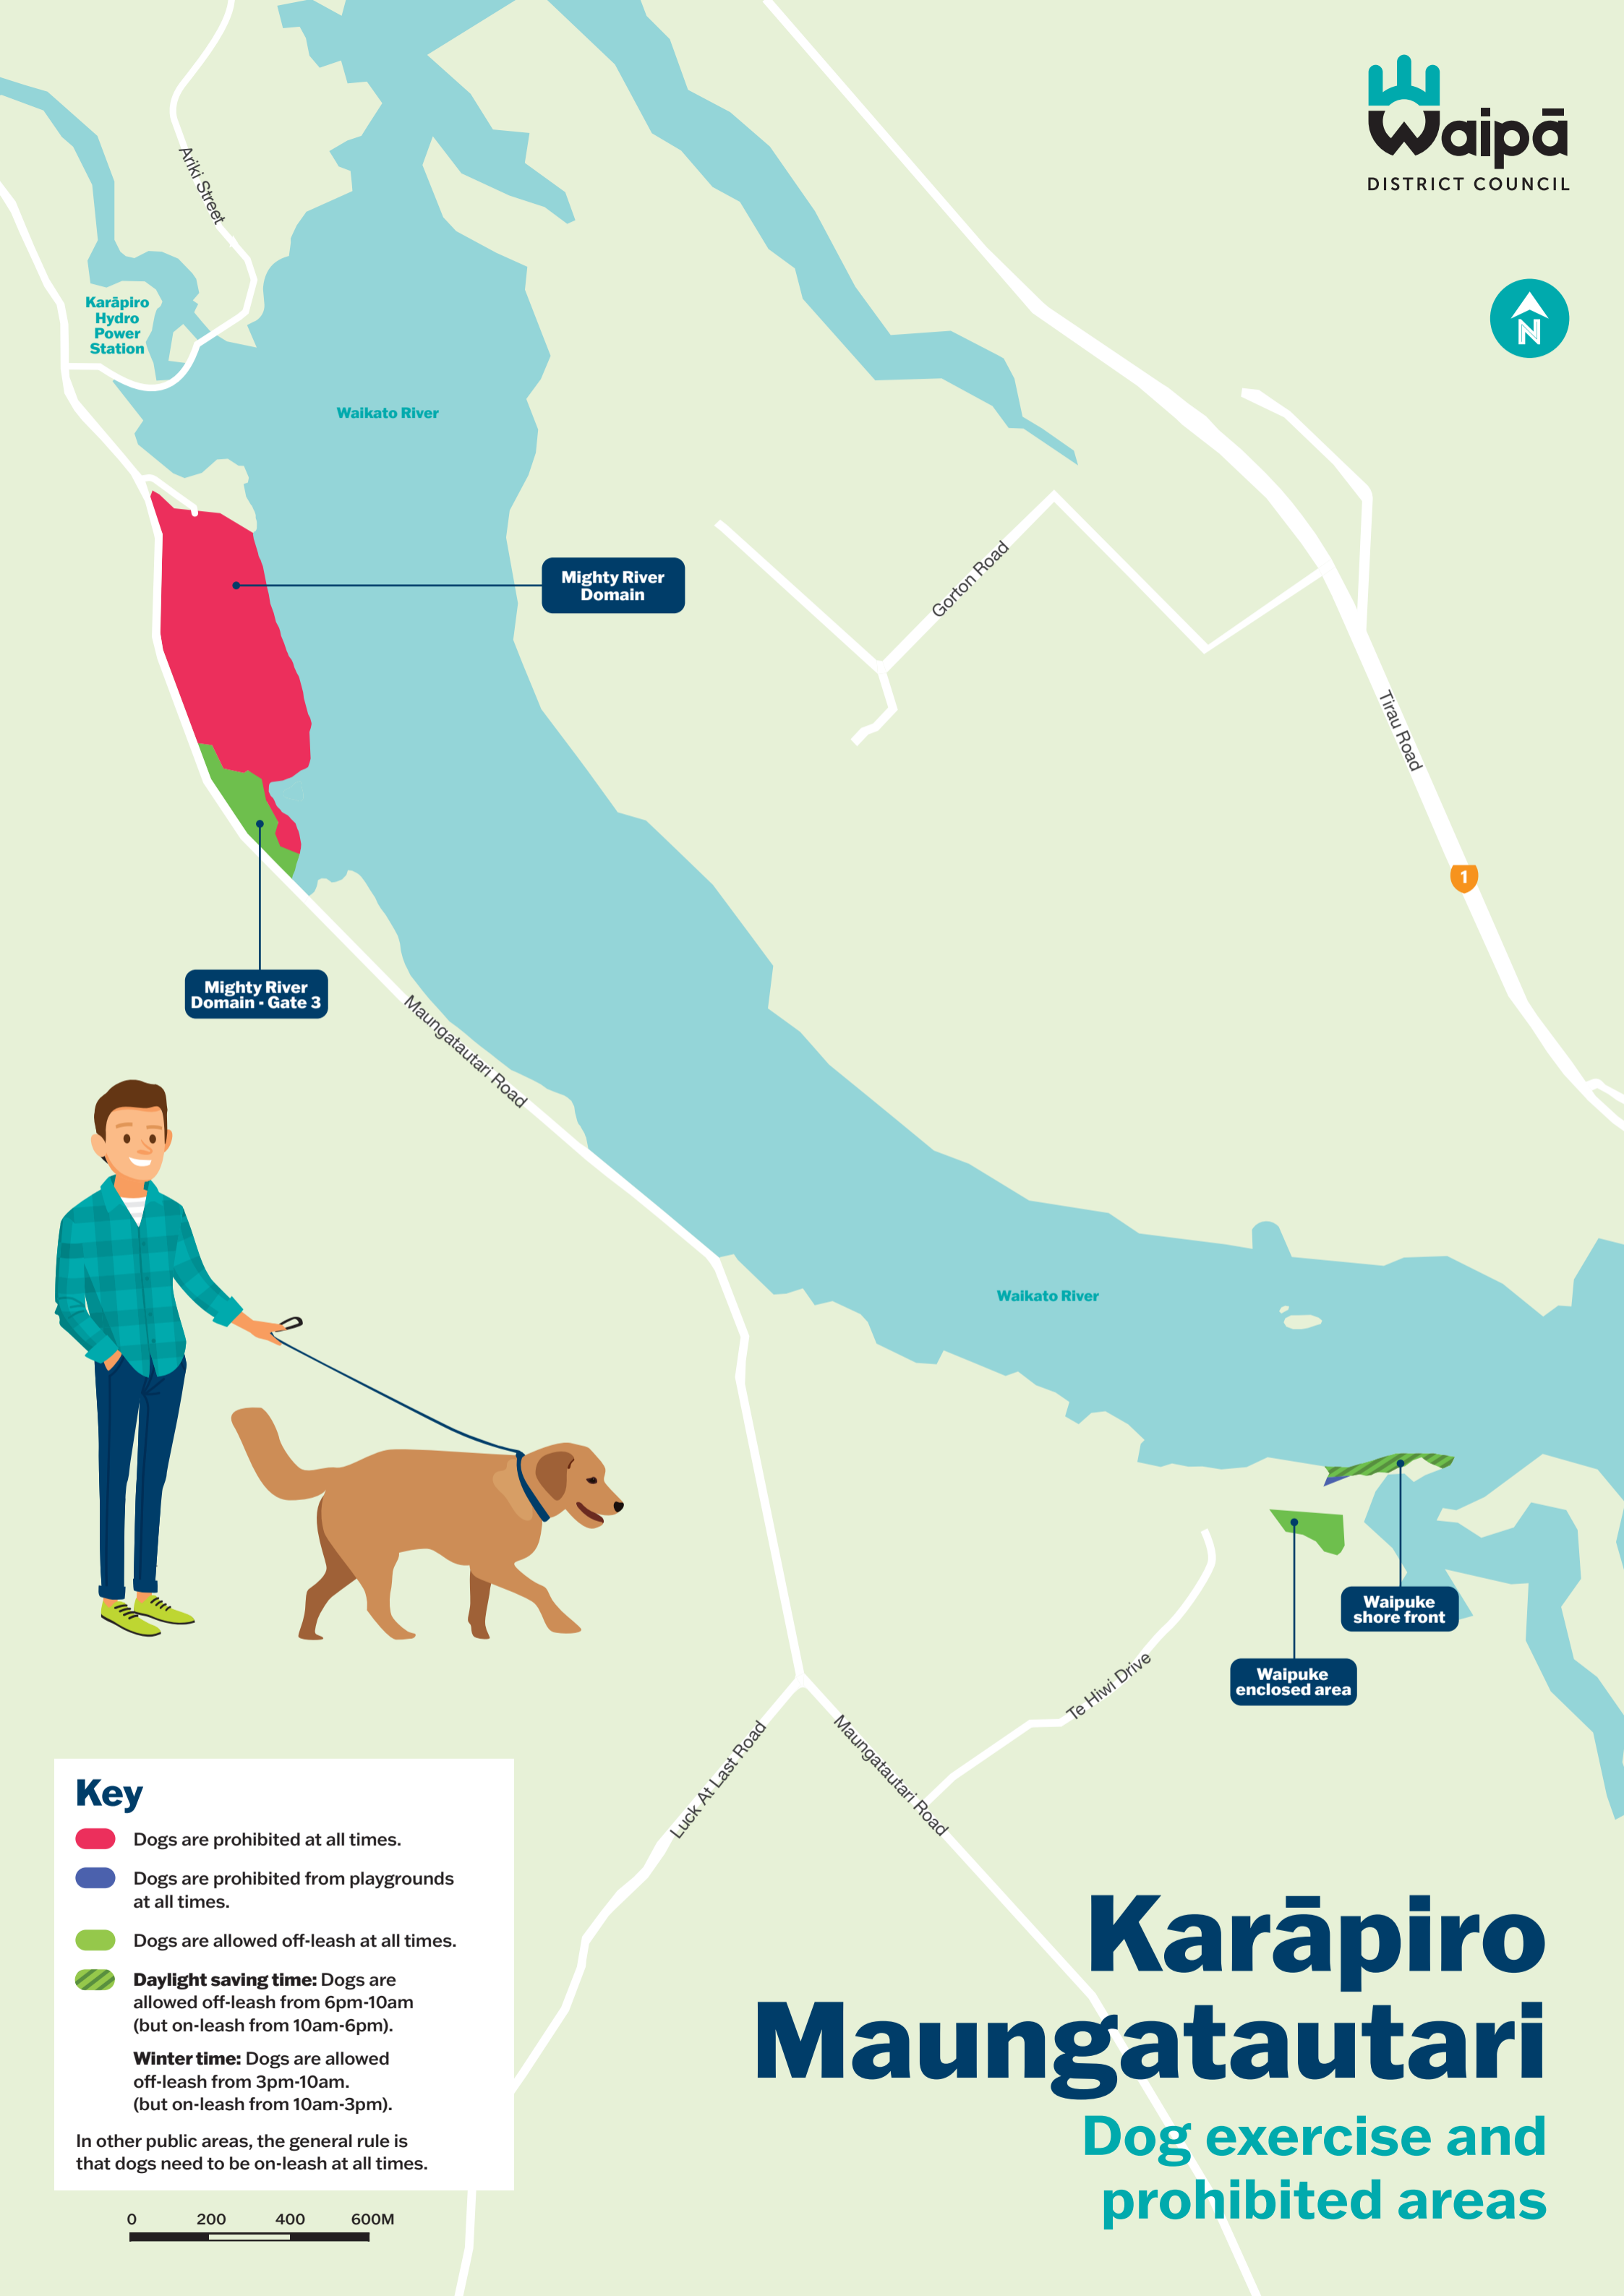 Waipā
DISTRICT COUNCIL
N
Ariki Street
Karāpiro
Hydro
Power
Station
Waikato River
Mighty River
Domain
Gorton Road
Tirau Road
1
Mighty River
Domain - Gate 3
Maungatautari Road
Waikato River
Waipuke
shore front
Waipuke
enclosed area
Te Hiwi Drive
Luck At Last Road
Maungatautari Road
Key
Dogs are prohibited at all times.
Dogs are prohibited from playgrounds
at all times.
Dogs are allowed off-leash at all times.
Daylight saving time: Dogs are
allowed off-leash from 6pm-10am
(but on-leash from 10am-6pm).
Winter time: Dogs are allowed
off-leash from 3pm-10am.
(but on-leash from 10am-3pm).
In other public areas, the general rule is
that dogs need to be on-leash at all times.
0 200 400 600M
Karāpiro
Maungatautari
Dog exercise and
prohibited areas